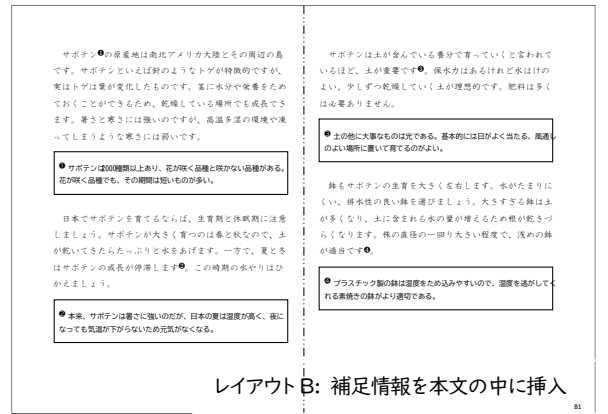 サボテン❶の原産地は南北アメリカ大陸とその周辺の島
です。サボテンといえば針のようなトゲが特徴的ですが、
実はトゲは葉が変化したものです。茎に水分や栄養をため
ておくことができるため、乾燥している場所でも成長でき
ます。暑さと寒さには強いのですが、高温多湿の環境や凍
ってしまうような寒さには弱いです。
❶ サボテンは2000種類以上あり、花が咲く品種と咲かない品種がある。
花が咲く品種でも、その期間は短いものが多い。
日本でサボテンを育てるならば、生育期と休眠期に注意
しましょう。サボテンが大きく育つのは春と秋なので、土
が乾いてきたらたっぷりと水をあげます。一方で、夏と冬
はサボテンの成長が停滞します❷。この時期の水やりはひ
かえましょう。
❷ 本来、サボテンは暑さに強いのだが、日本の夏は湿度が高く、夜に
なっても気温が下がらないため元気がなくなる。
サボテンは土が含んでいる養分で育っていくと言われて
いるほど、土が重要です❸。保水力はあるけれど水はけの
よい、少しずつ乾燥していく土が理想的です。肥料は多く
は必要ありません。
❸ 土の他に大事なものは光である。基本的には日がよく当たる、風通し
のよい場所に置いて育てるのがよい。
鉢もサボテンの生育を大きく左右します。水がたまりに
くい、排水性の良い鉢を選びましょう。大きすぎる鉢は土
が多くなり、土に含まれる水の量が増えるため根が乾きづ
らくなります。株の直径の一回り大きい程度で、浅めの鉢
が適当です❹。
❹ プラスチック製の鉢は湿度をため込みやすいので、湿度を逃がしてく
れる素焼きの鉢がより適切である。
レイアウトB: 補足情報を本文の中に挿入
B1